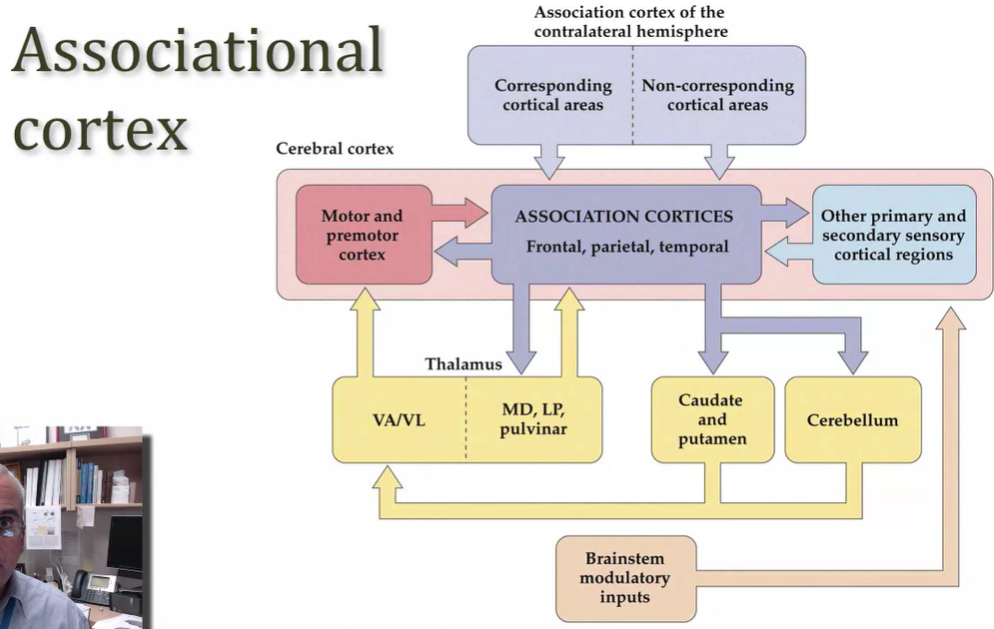 Associational
cortex
Association cortex of the
contralateral hemisphere
Corresponding
cortical areas
Non-corresponding
cortical areas
Cerebral cortex
Motor and
premotor
cortex
ASSOCIATION CORTICES
Frontal, parietal, temporal
Other primary and
secondary sensory
cortical regions
Thalamus
VA/VL
MD, LP,
pulvinar
Caudate
and
putamen
Cerebellum
Brainstem
modulatory
inputs